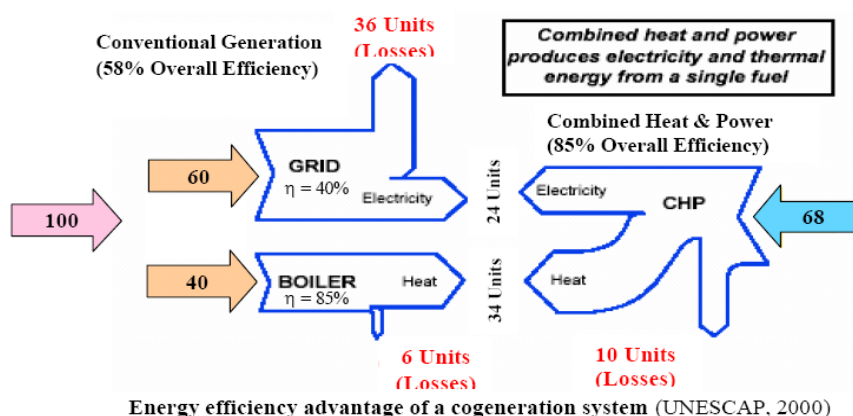 Conventional Generation
(58% Overall Efficiency)
36 Units
(Losses)
Combined heat and power
produces electricity and thermal
energy from a single fuel
Combined Heat & Power
(85% Overall Efficiency)
100
60
GRID
η = 40%
Electricity
24 Units
Electricity
CHP
68
40
BOILER
η = 85%
Heat
34 Units
Heat
6 Units
(Losses)
10 Units
(Losses)
Energy efficiency advantage of a cogeneration system (UNESCAP, 2000)